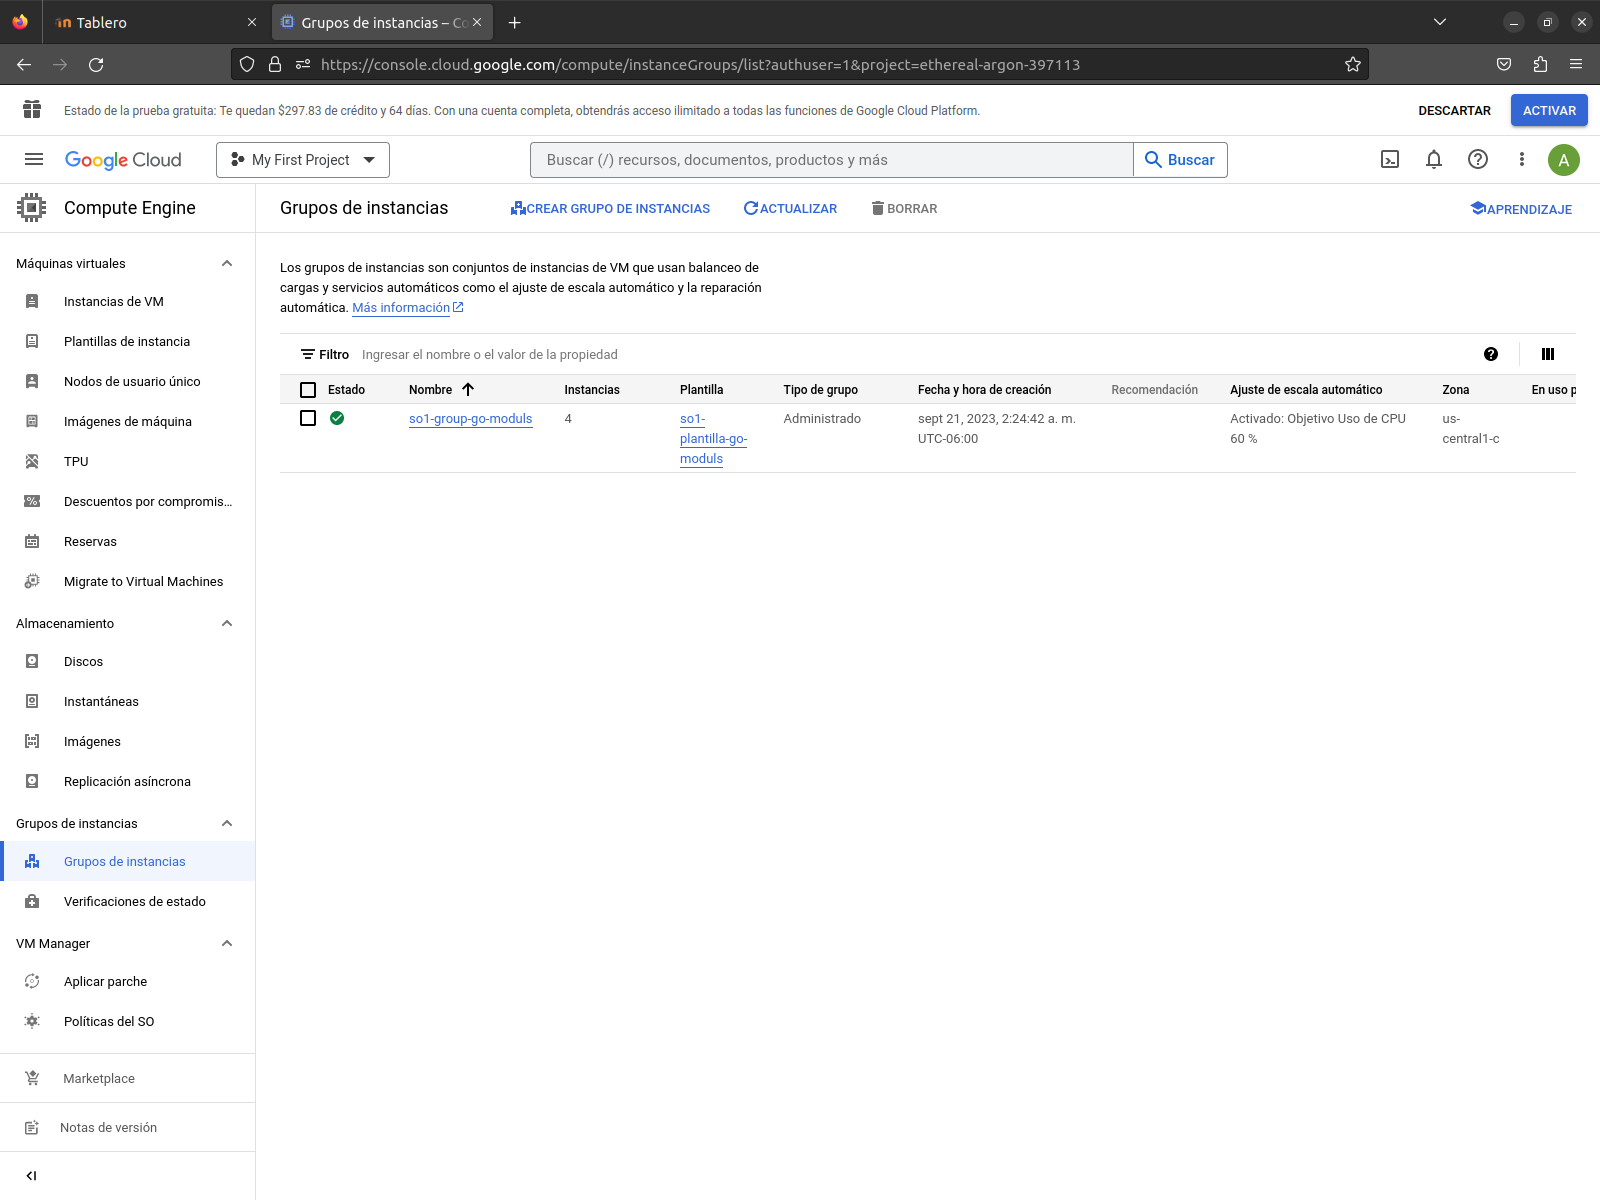 Tablero
Grupos de instancias – Co
https://console.cloud.google.com/compute/instanceGroups/list?authuser=1&project=ethereal-argon-397113
Estado de la prueba gratuita: Te quedan $297.83 de crédito y 64 días. Con una cuenta completa, obtendrás acceso ilimitado a todas las funciones de Google Cloud Platform.
DESCARTAR
ACTIVAR
Google Cloud
My First Project
Buscar (/) recursos, documentos, productos y más
Buscar
A
Compute Engine
Grupos de instancias
CREAR GRUPO DE INSTANCIAS
ACTUALIZAR
BORRAR
APRENDIZAJE
Máquinas virtuales
Instancias de VM
Plantillas de instancia
Nodos de usuario único
Imágenes de máquina
TPU
Descuentos por compromis…
Reservas
Migrate to Virtual Machines
Almacenamiento
Discos
Instantáneas
Imágenes
Replicación asíncrona
Grupos de instancias
Grupos de instancias
Verificaciones de estado
VM Manager
Aplicar parche
Políticas del SO
Marketplace
Notas de versión
Los grupos de instancias son conjuntos de instancias de VM que usan balanceo de
cargas y servicios automáticos como el ajuste de escala automático y la reparación
automática. Más información
Filtro Ingresar el nombre o el valor de la propiedad
Estado Nombre Instancias Plantilla Tipo de grupo Fecha y hora de creación Recomendación Ajuste de escala automático Zona En uso p
so1-group-go-moduls 4 so1- Administrado sept 21, 2023, 2:24:42 a. m. Activado: Objetivo Uso de CPU us-
plantilla-go- UTC-06:00 60 % central1-c
moduls